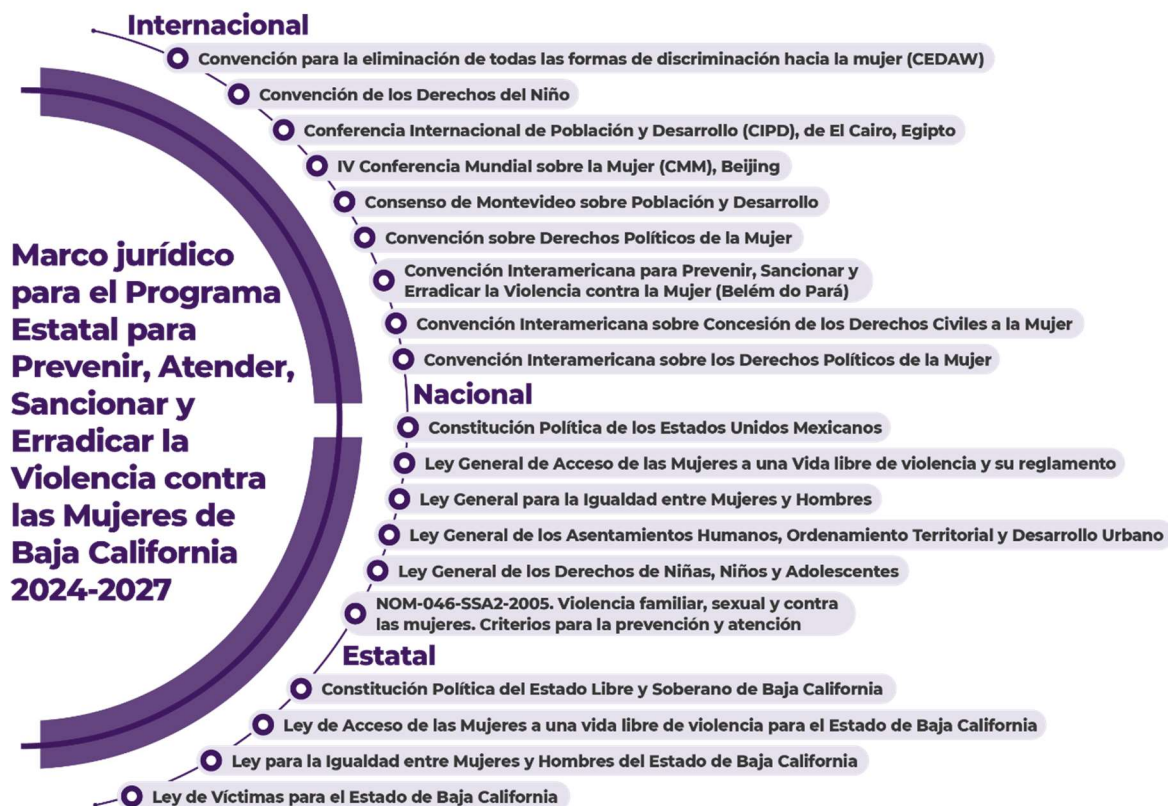 Internacional
Convención para la eliminación de todas las formas de discriminación hacia la mujer (CEDAW)
Convención de los Derechos del Niño
Conferencia Internacional de Población y Desarrollo (CIPD), de El Cairo, Egipto
IV Conferencia Mundial sobre la Mujer (CMM), Beijing
Consenso de Montevideo sobre Población y Desarrollo
Convención sobre Derechos Políticos de la Mujer
Convención Interamericana para Prevenir, Sancionar y
Erradicar la Violencia contra la Mujer (Belém do Pará)
Convención Interamericana sobre Concesión de los Derechos Civiles a la Mujer
Convención Interamericana sobre los Derechos Políticos de la Mujer
Marco jurídico
para el Programa
Estatal para
Prevenir, Atender,
Sancionar y
Erradicar la
Violencia contra
las Mujeres de
Baja California
2024-2027
Nacional
Constitución Política de los Estados Unidos Mexicanos
Ley General de Acceso de las Mujeres a una Vida libre de violencia y su reglamento
Ley General para la Igualdad entre Mujeres y Hombres
Ley General de los Asentamientos Humanos, Ordenamiento Territorial y Desarrollo Urbano
Ley General de los Derechos de Niñas, Niños y Adolescentes
NOM-046-SSA2-2005. Violencia familiar, sexual y contra
las mujeres. Criterios para la prevención y atención
Estatal
Constitución Política del Estado Libre y Soberano de Baja California
Ley de Acceso de las Mujeres a una vida libre de violencia para el Estado de Baja California
Ley para la Igualdad entre Mujeres y Hombres del Estado de Baja California
Ley de Víctimas para el Estado de Baja California